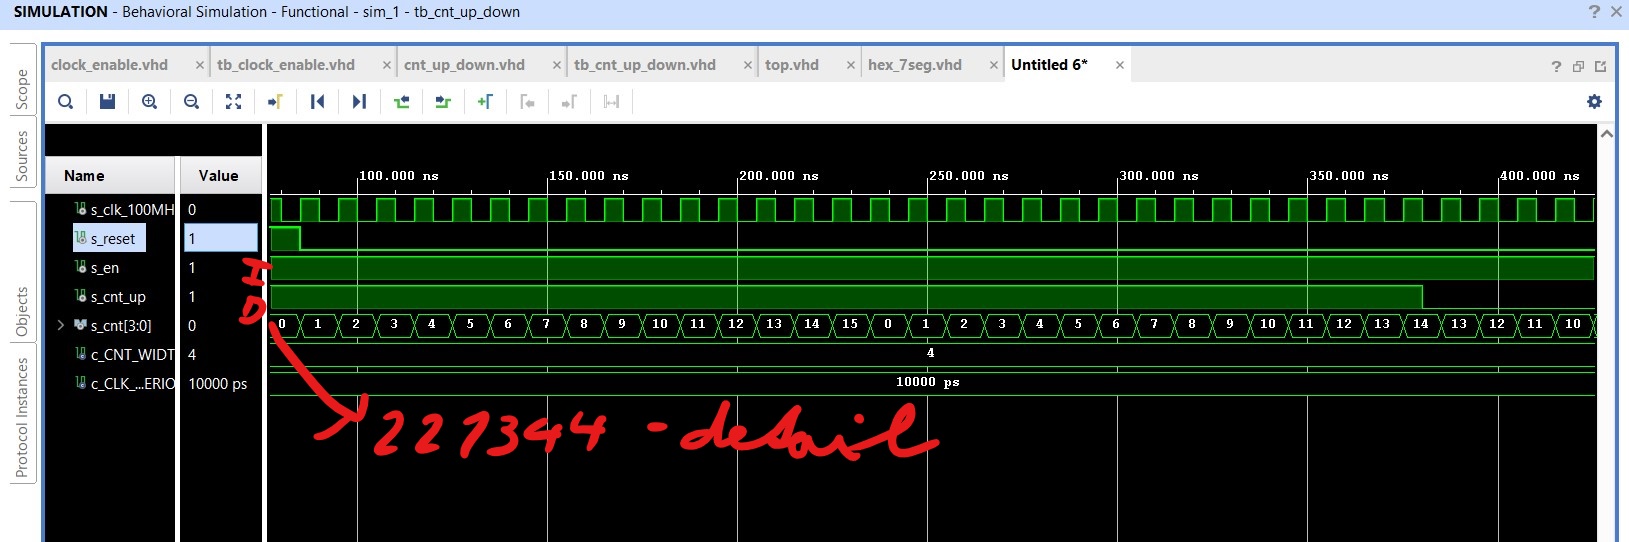 SIMULATION - Behavioral Simulation - Functional - sim_1 - tb_cnt_up_down ? ×
Scope
Sources
Objects
Protocol Instances
clock_enable.vhd × tb_clock_enable.vhd × cnt_up_down.vhd × tb_cnt_up_down.vhd × top.vhd × hex_7seg.vhd × Untitled 6* × ?
Name Value
100.000 ns 150.000 ns 200.000 ns 250.000 ns 300.000 ns 350.000 ns 400.000 ns
s_clk_100MH 0
s_reset 1
s_en 1
s_cnt_up 1
s_cnt[3:0] 0 0 1 2 3 4 5 6 7 8 9 10 11 12 13 14 15 0 1 2 3 4 5 6 7 8 9 10 11 12 13 14 13 12 11 10
c_CNT_WIDT 4 4
c_CLK_...ERIO 10000 ps 10000 ps
ID
227344 - detail